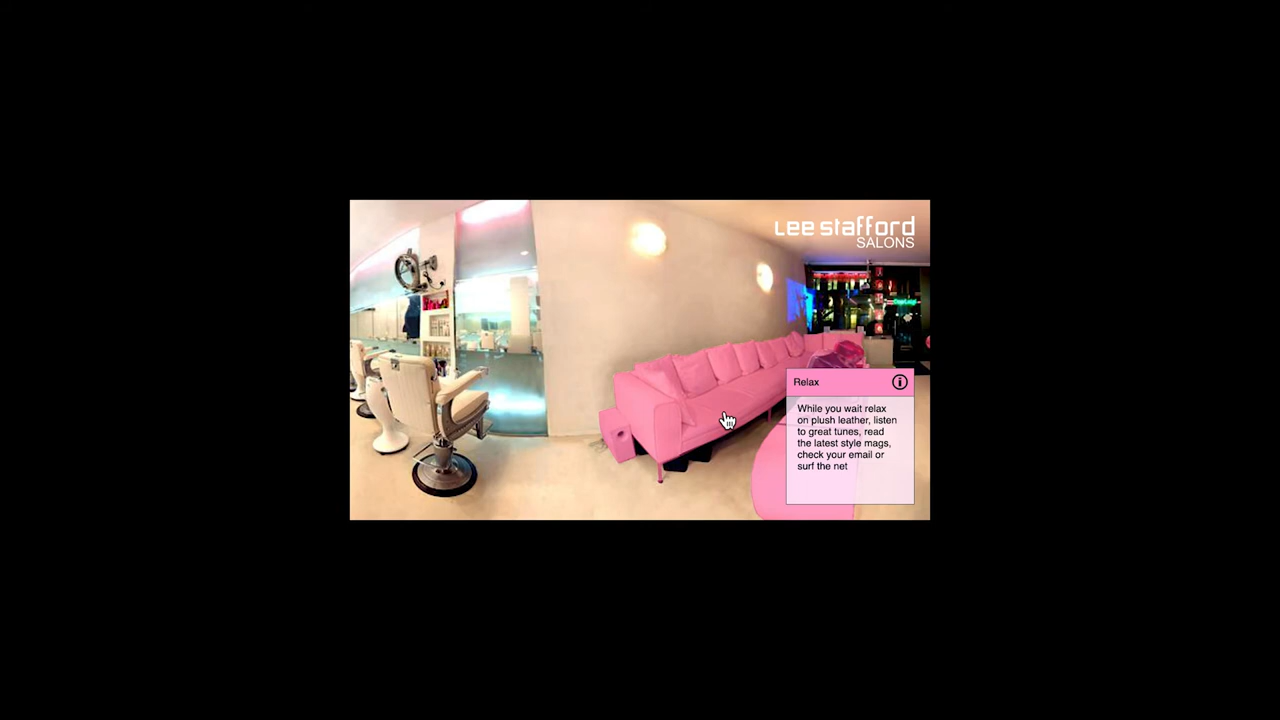 Lee stafford
SALONS
Relax
While you wait relax
on plush leather, listen
to great tunes, read
the latest style mags,
check your email or
surf the net